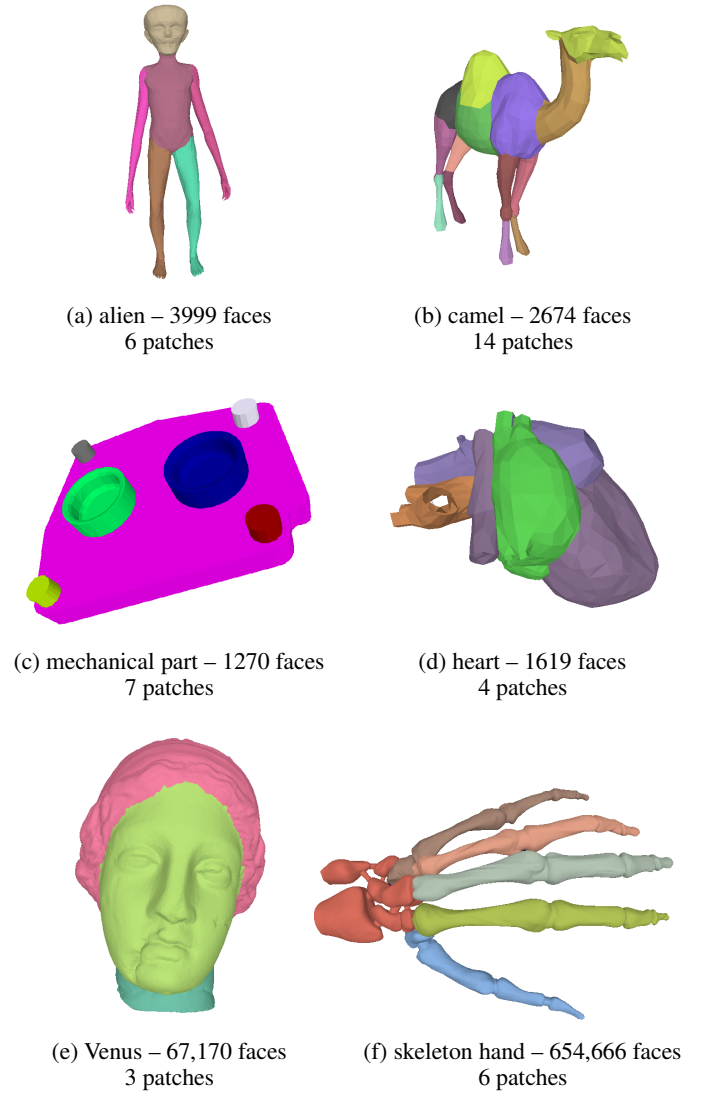 (a) alien – 3999 faces
6 patches
(b) camel – 2674 faces
14 patches
(c) mechanical part – 1270 faces
7 patches
(d) heart – 1619 faces
4 patches
(e) Venus – 67,170 faces
3 patches
(f) skeleton hand – 654,666 faces
6 patches